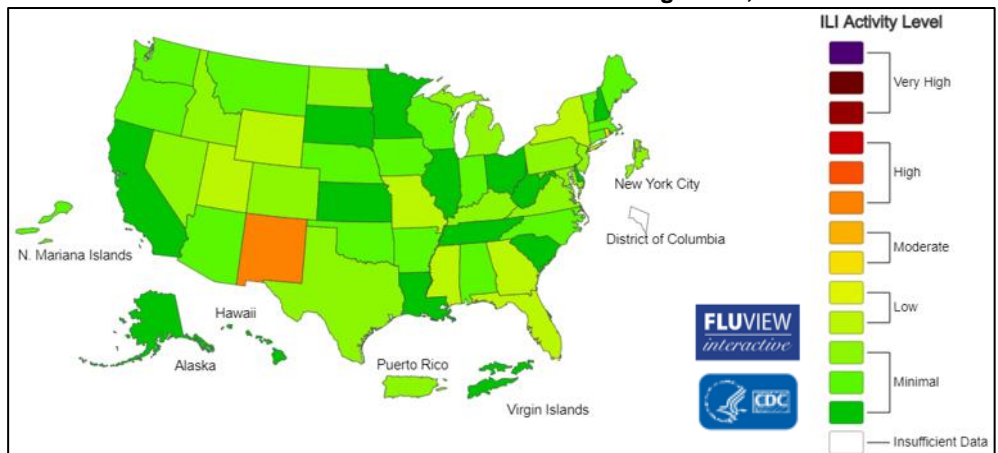 ILI Activity Level
Very High
High
Moderate
Low
Minimal
Insufficient Data
New York City
District of Columbia
N. Mariana Islands
Hawaii
Alaska
Puerto Rico
Virgin Islands
FLUVIEW
interactive
CDC